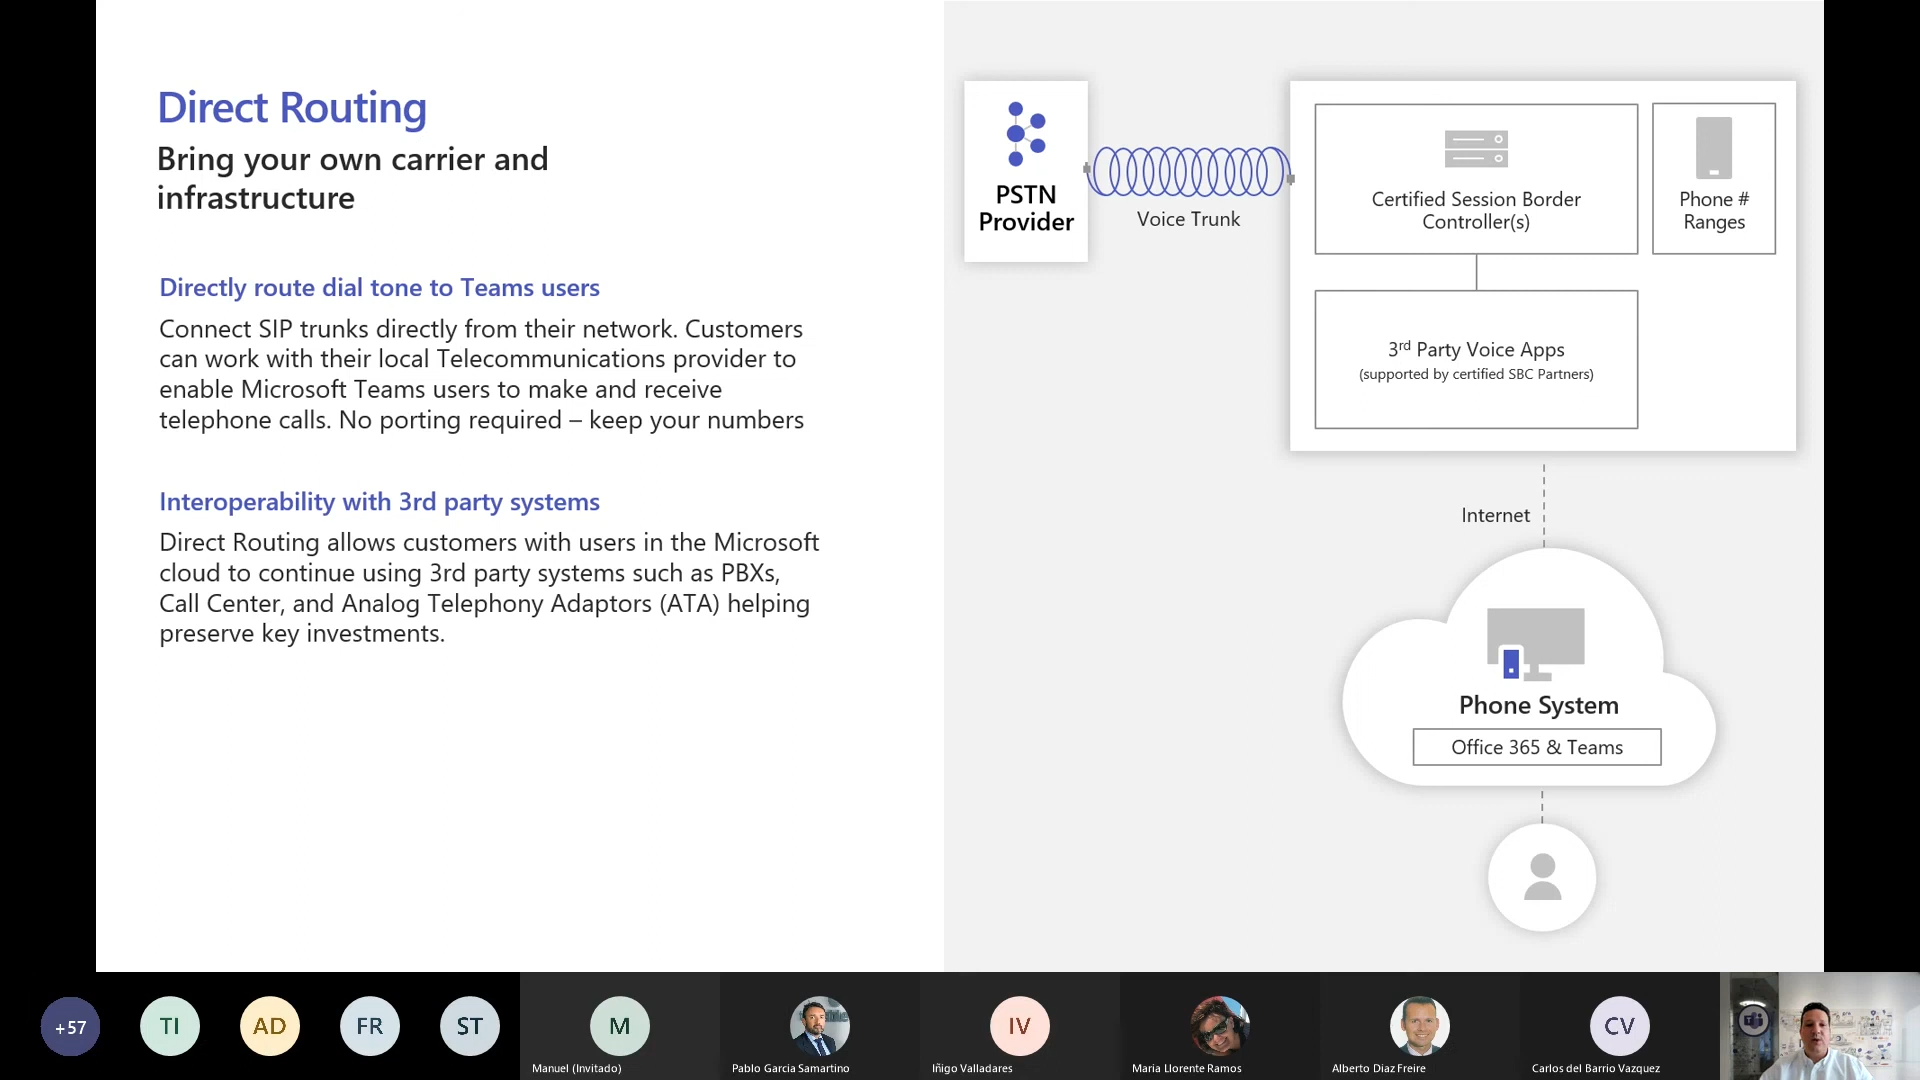 Direct Routing
Bring your own carrier and
infrastructure
Directly route dial tone to Teams users
Connect SIP trunks directly from their network. Customers
can work with their local Telecommunications provider to
enable Microsoft Teams users to make and receive
telephone calls. No porting required – keep your numbers
Interoperability with 3rd party systems
Direct Routing allows customers with users in the Microsoft
cloud to continue using 3rd party systems such as PBXs,
Call Center, and Analog Telephony Adaptors (ATA) helping
preserve key investments.
PSTN
Provider
Voice Trunk
Certified Session Border
Controller(s)
Phone #
Ranges
3rd Party Voice Apps
(supported by certified SBC Partners)
Internet
Phone System
Office 365 & Teams
+57
TI
AD
FR
ST
M
Manuel (Invitado)
Pablo Garcia Samartino
IV
Iñigo Valladares
Maria Llorente Ramos
Alberto Diaz Freire
CV
Carlos del Barrio Vazquez